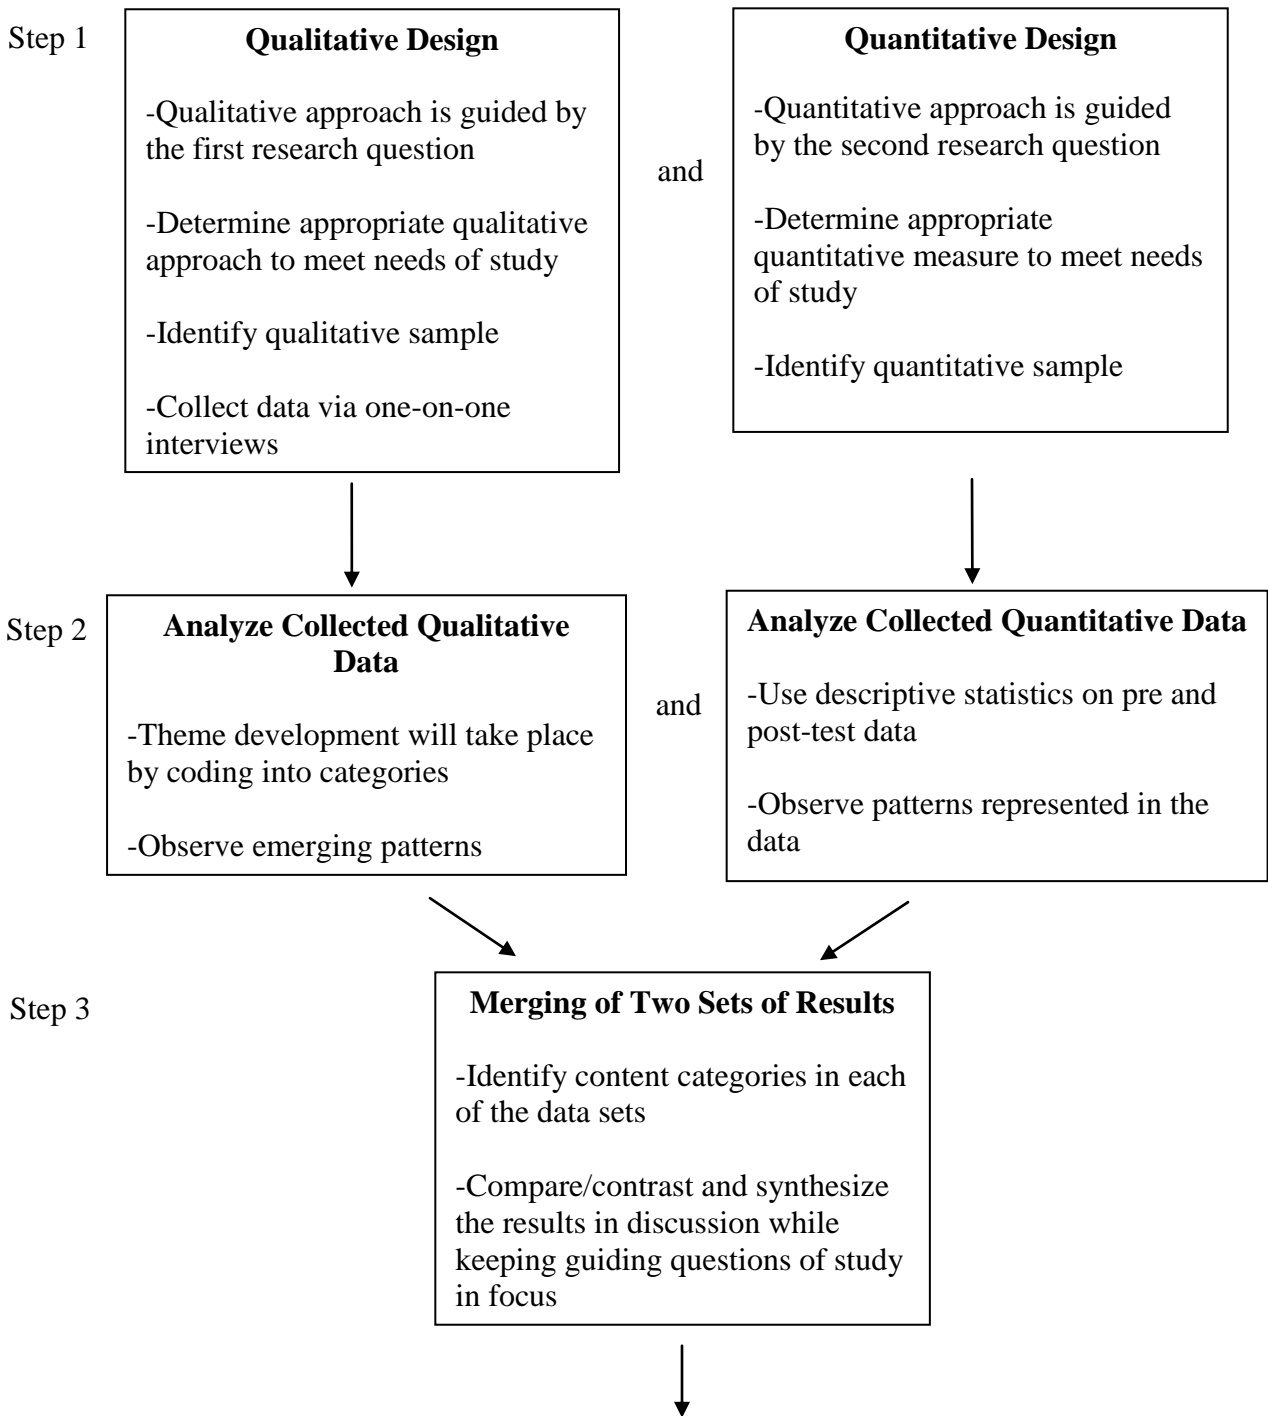 Step 1
Qualitative Design
-Qualitative approach is guided by
the first research question
-Determine appropriate qualitative
approach to meet needs of study
-Identify qualitative sample
-Collect data via one-on-one
interviews
and
Quantitative Design
-Quantitative approach is guided
by the second research question
-Determine appropriate
quantitative measure to meet needs
of study
-Identify quantitative sample
Step 2
Analyze Collected Qualitative
Data
-Theme development will take place
by coding into categories
-Observe emerging patterns
and
Analyze Collected Quantitative Data
-Use descriptive statistics on pre and
post-test data
-Observe patterns represented in the
data
Step 3
Merging of Two Sets of Results
-Identify content categories in each
of the data sets
-Compare/contrast and synthesize
the results in discussion while
keeping guiding questions of study
in focus